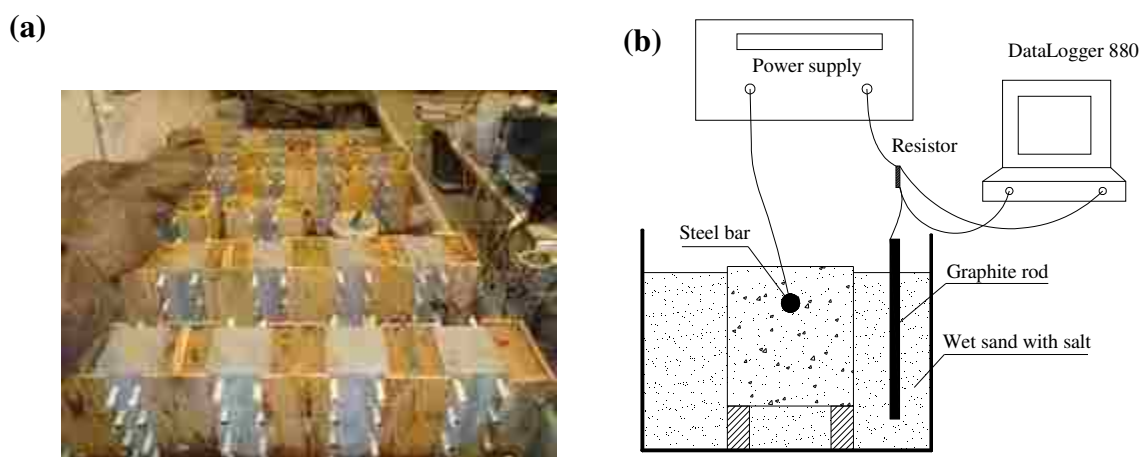 (a)
(b)
Power supply
DataLogger 880
Resistor
Steel bar
Graphite rod
Wet sand with salt